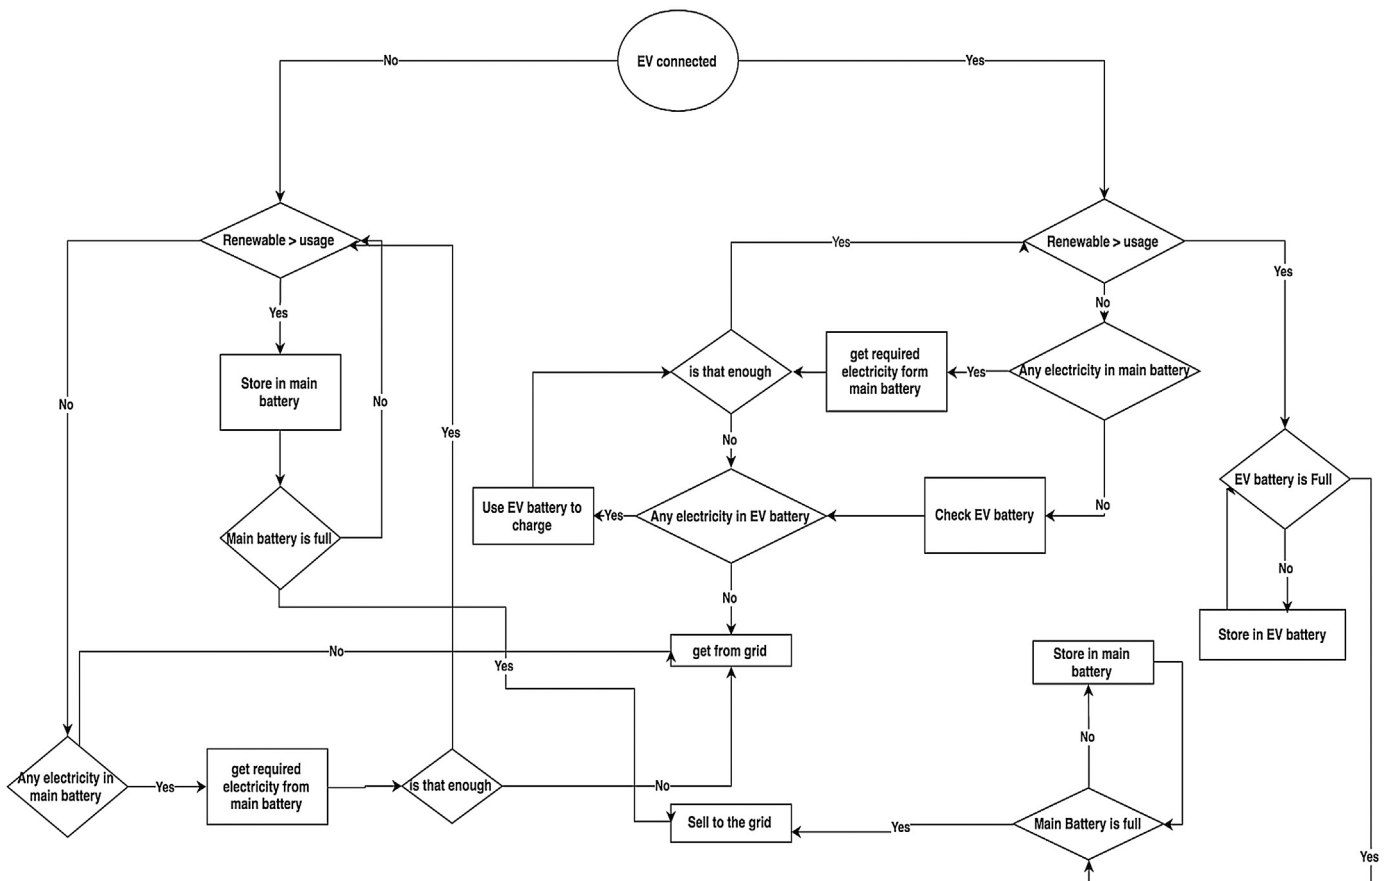 EV connected
No
Yes
Renewable > usage
Renewable > usage
Yes
Yes
Yes
No
Store in main
battery
No
No
Yes
is that enough
get required
electricity form
main battery
Yes
Any electricity in main battery
No
EV battery is Full
Main battery is full
Use EV battery to
charge
Yes
Any electricity in EV battery
Check EV battery
No
No
No
Store in EV battery
No
Yes
get from grid
Store in main
battery
No
Any electricity in
main battery
Yes
get required
electricity from
main battery
is that enough
No
Sell to the grid
Yes
Main Battery is full
Yes